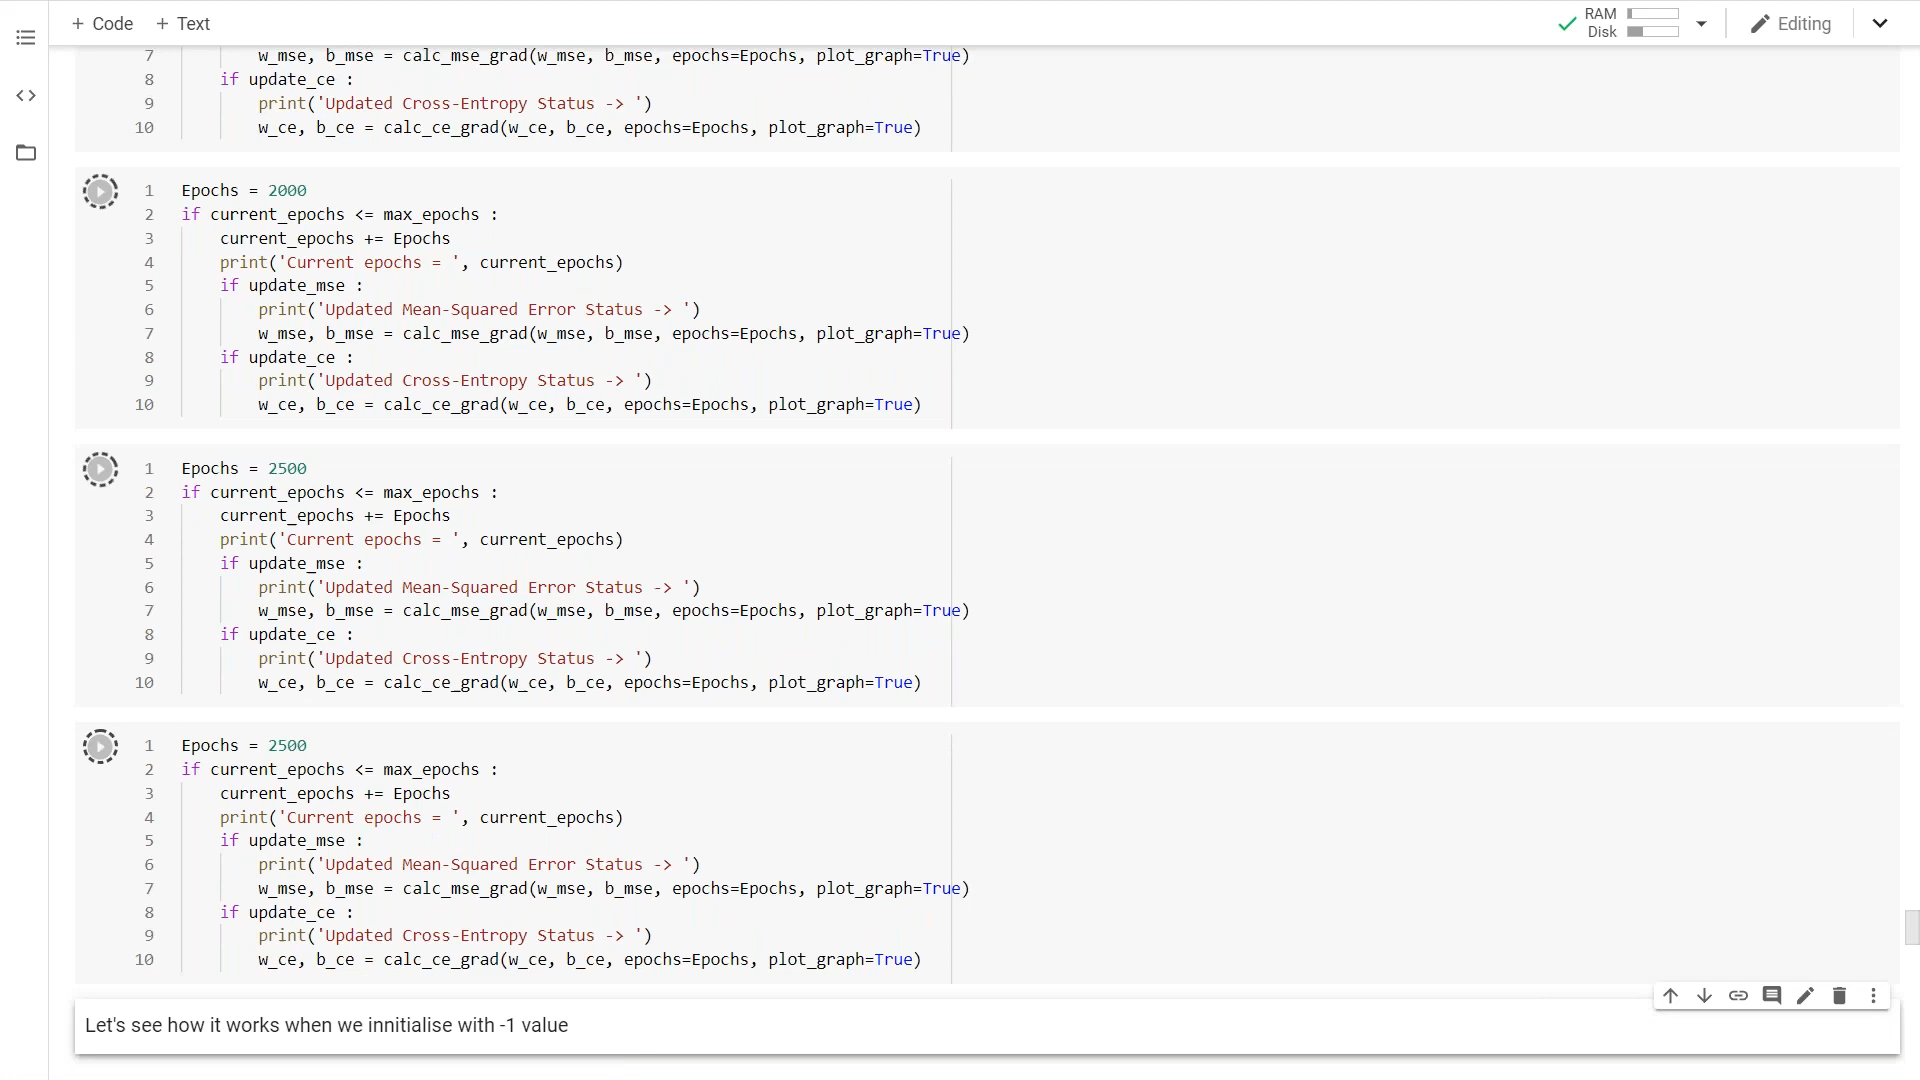 + Code + Text
RAM
Disk
Editing
7 w_mse, b_mse = calc_mse_grad(w_mse, b_mse, epochs=Epochs, plot_graph=True)
8 if update_ce :
9 print('Updated Cross-Entropy Status -> ')
10 w_ce, b_ce = calc_ce_grad(w_ce, b_ce, epochs=Epochs, plot_graph=True)
1 Epochs = 2000
2 if current_epochs <= max_epochs :
3 current_epochs += Epochs
4 print('Current epochs = ', current_epochs)
5 if update_mse :
6 print('Updated Mean-Squared Error Status -> ')
7 w_mse, b_mse = calc_mse_grad(w_mse, b_mse, epochs=Epochs, plot_graph=True)
8 if update_ce :
9 print('Updated Cross-Entropy Status -> ')
10 w_ce, b_ce = calc_ce_grad(w_ce, b_ce, epochs=Epochs, plot_graph=True)
1 Epochs = 2500
2 if current_epochs <= max_epochs :
3 current_epochs += Epochs
4 print('Current epochs = ', current_epochs)
5 if update_mse :
6 print('Updated Mean-Squared Error Status -> ')
7 w_mse, b_mse = calc_mse_grad(w_mse, b_mse, epochs=Epochs, plot_graph=True)
8 if update_ce :
9 print('Updated Cross-Entropy Status -> ')
10 w_ce, b_ce = calc_ce_grad(w_ce, b_ce, epochs=Epochs, plot_graph=True)
1 Epochs = 2500
2 if current_epochs <= max_epochs :
3 current_epochs += Epochs
4 print('Current epochs = ', current_epochs)
5 if update_mse :
6 print('Updated Mean-Squared Error Status -> ')
7 w_mse, b_mse = calc_mse_grad(w_mse, b_mse, epochs=Epochs, plot_graph=True)
8 if update_ce :
9 print('Updated Cross-Entropy Status -> ')
10 w_ce, b_ce = calc_ce_grad(w_ce, b_ce, epochs=Epochs, plot_graph=True)
Let's see how it works when we innitialise with -1 value